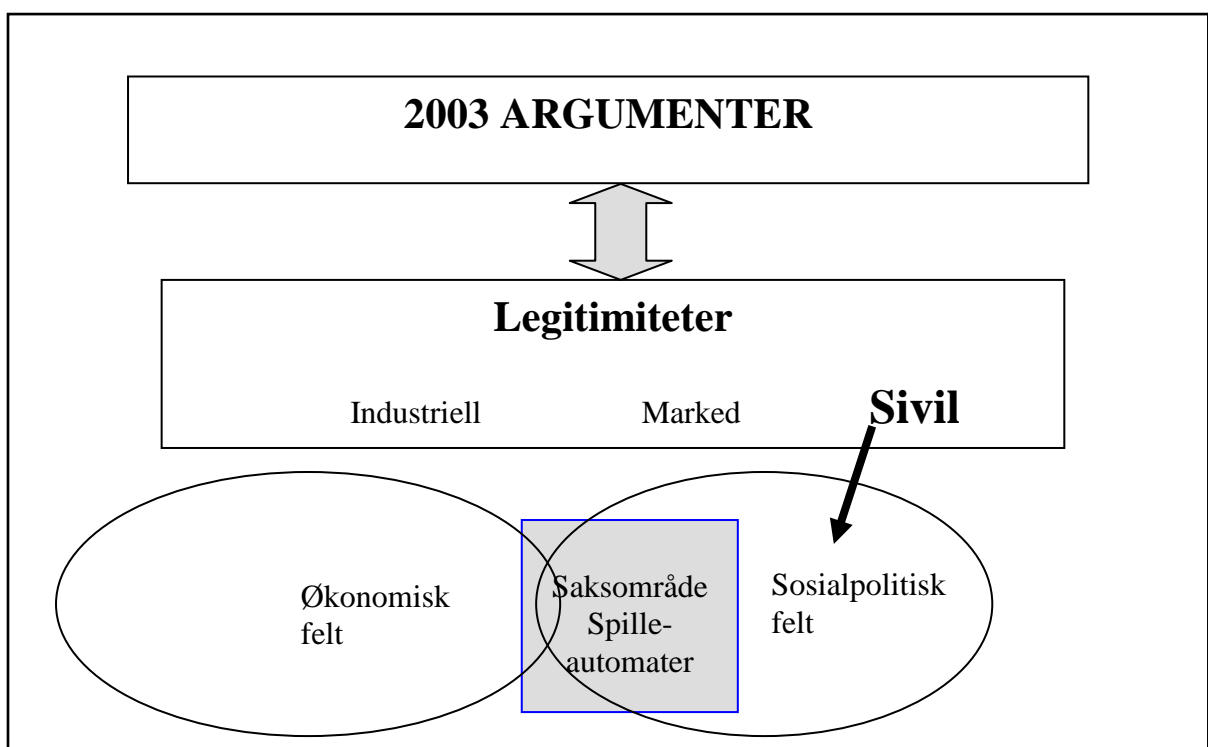 2003 ARGUMENTER
Legitimiteter
Industriell Marked Sivil
Økonomisk
felt
Saksområde
Spille-
automater
Sosialpolitisk
felt